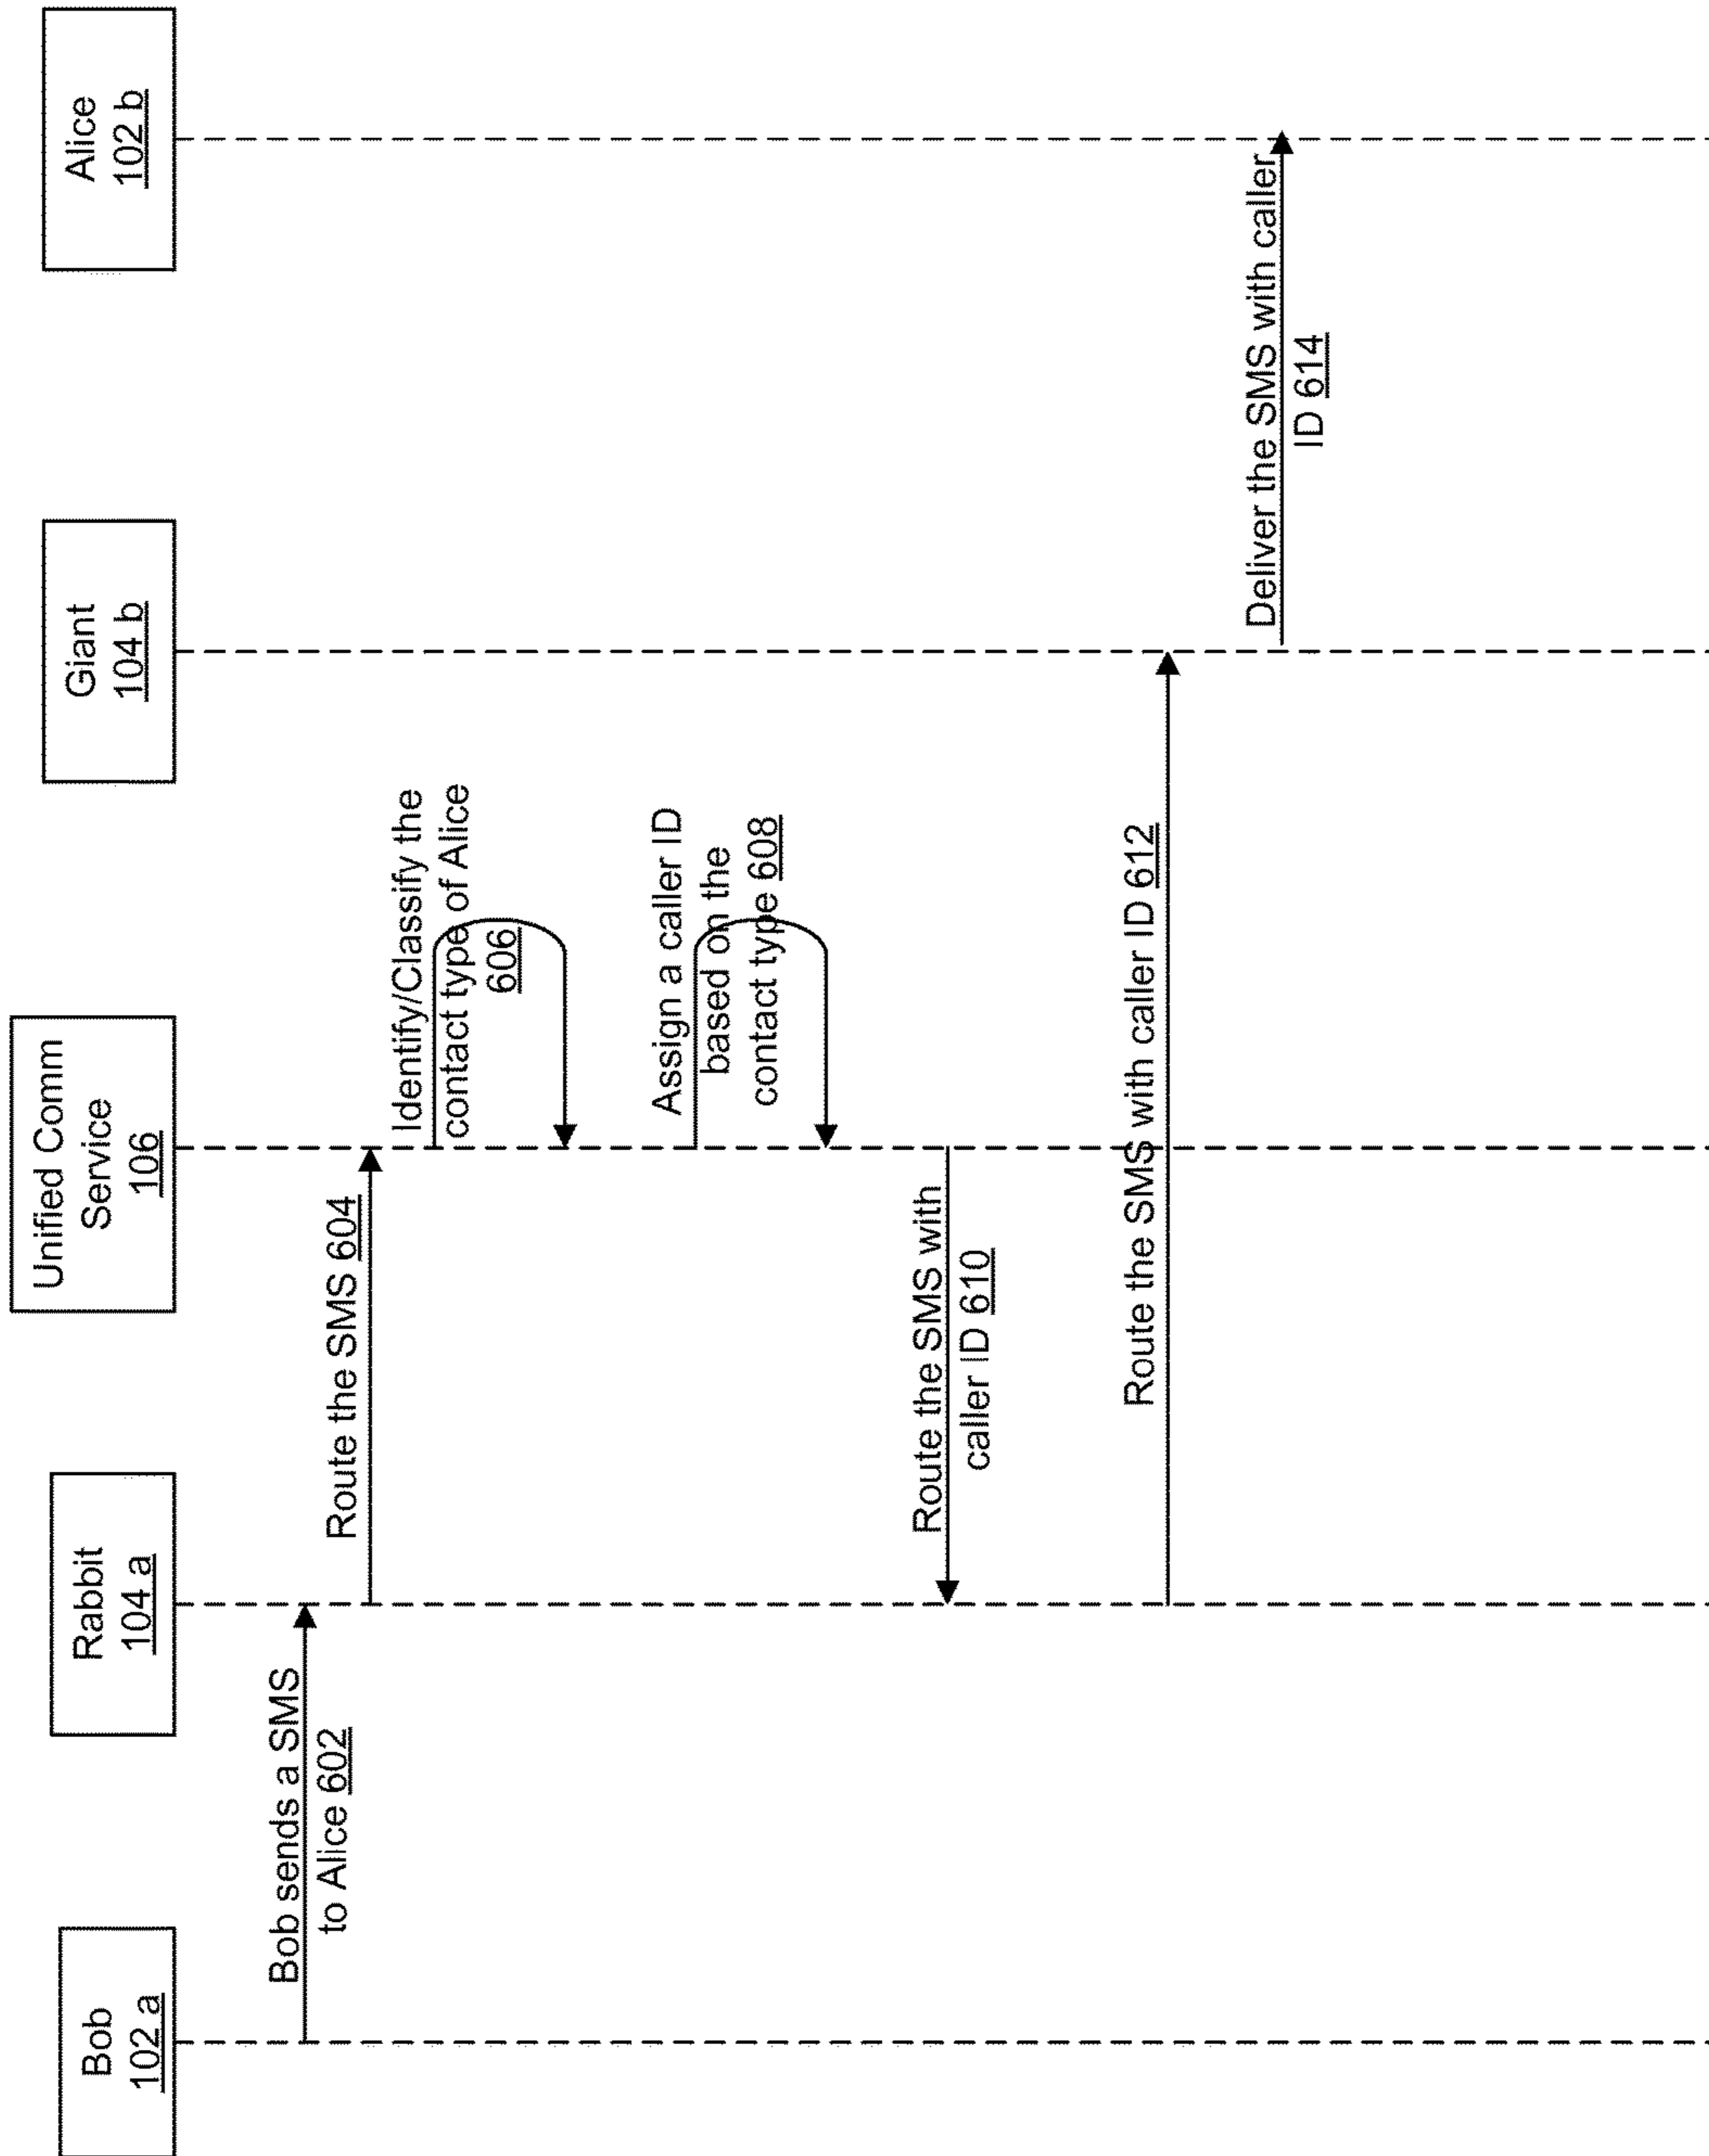 Bob
102 a
Rabbit
104 a
Unified Comm
Service
106
Giant
104 b
Alice
102 b
Bob sends a SMS
to Alice 602
Route the SMS 604
Identify/Classify the
contact type of Alice
606
Assign a caller ID
based on the
contact type 608
Route the SMS with
caller ID 610
Route the SMS with caller ID 612
Deliver the SMS with caller
ID 614